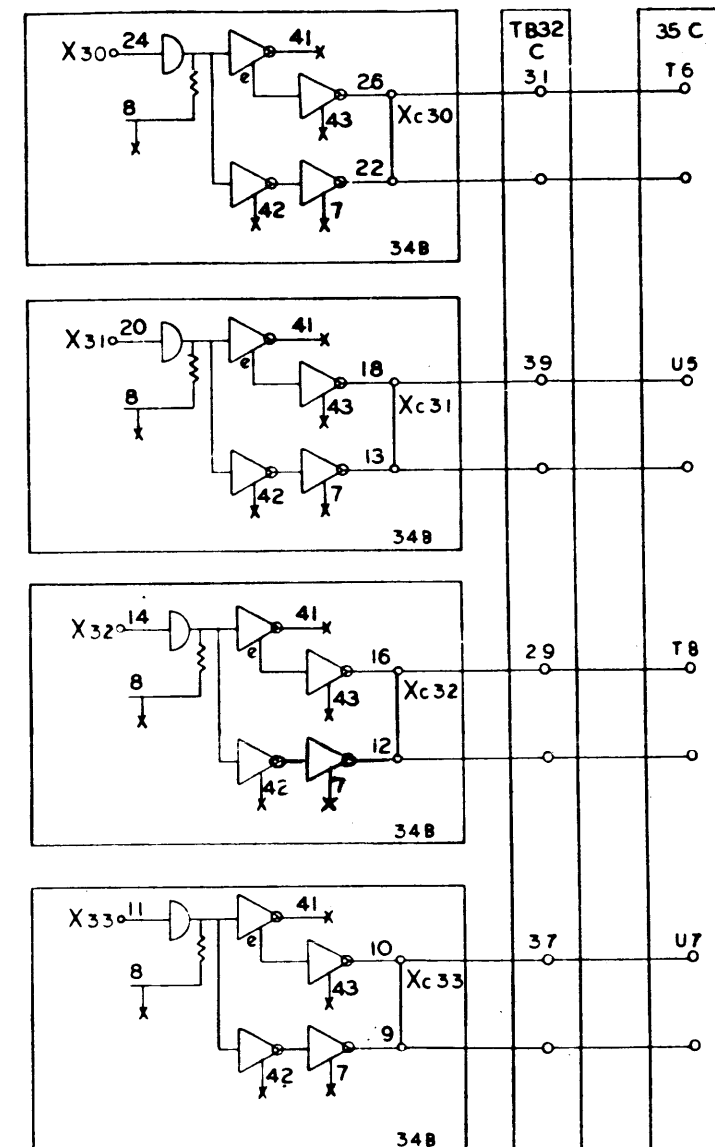 TB32 35 C
C
X30 24 41
e 26 31 T6
8 43 Xc30
22
42 7
34B
X31 20 41
e 18 39 U5
8 43 Xc31
13
42 7
34B
X32 14 41
e 16 29 T8
8 43 Xc32
12
42 7
34B
X33 11 41
e 10 37 U7
8 43 Xc33
9
42 7
34B